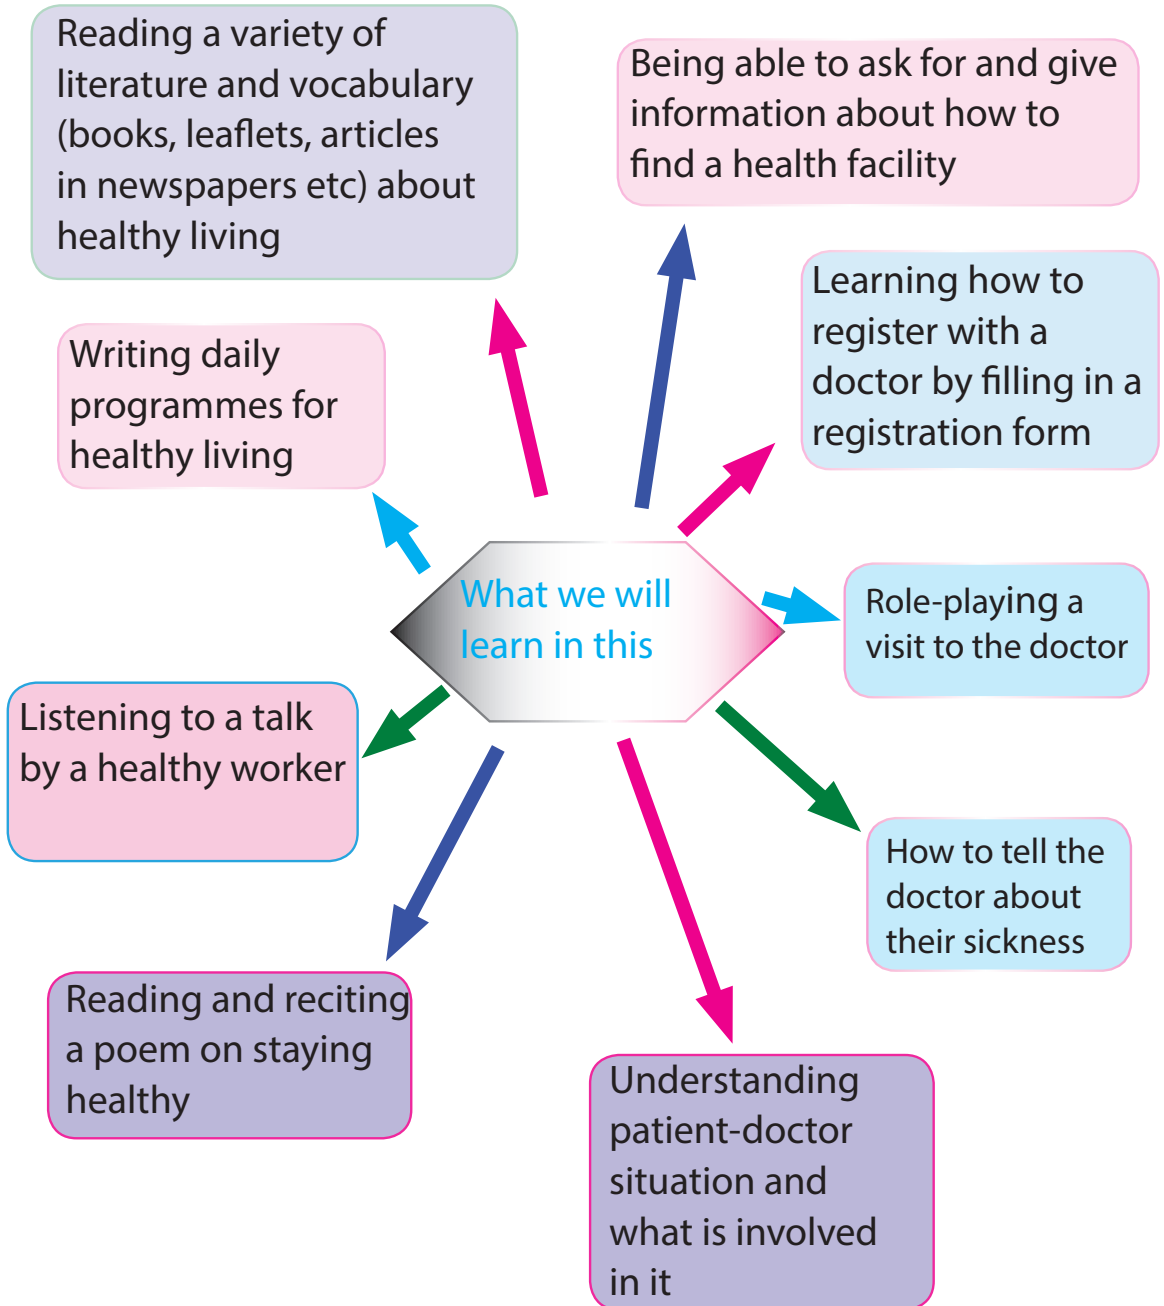 Reading a variety of
literature and vocabulary
(books, leaflets, articles
in newspapers etc) about
healthy living
Being able to ask for and give
information about how to
find a health facility
Learning how to
register with a
doctor by filling in a
registration form
Writing daily
programmes for
healthy living
What we will
learn in this
Role-playing a
visit to the doctor
Listening to a talk
by a healthy worker
How to tell the
doctor about
their sickness
Reading and reciting
a poem on staying
healthy
Understanding
patient-doctor
situation and
what is involved
in it